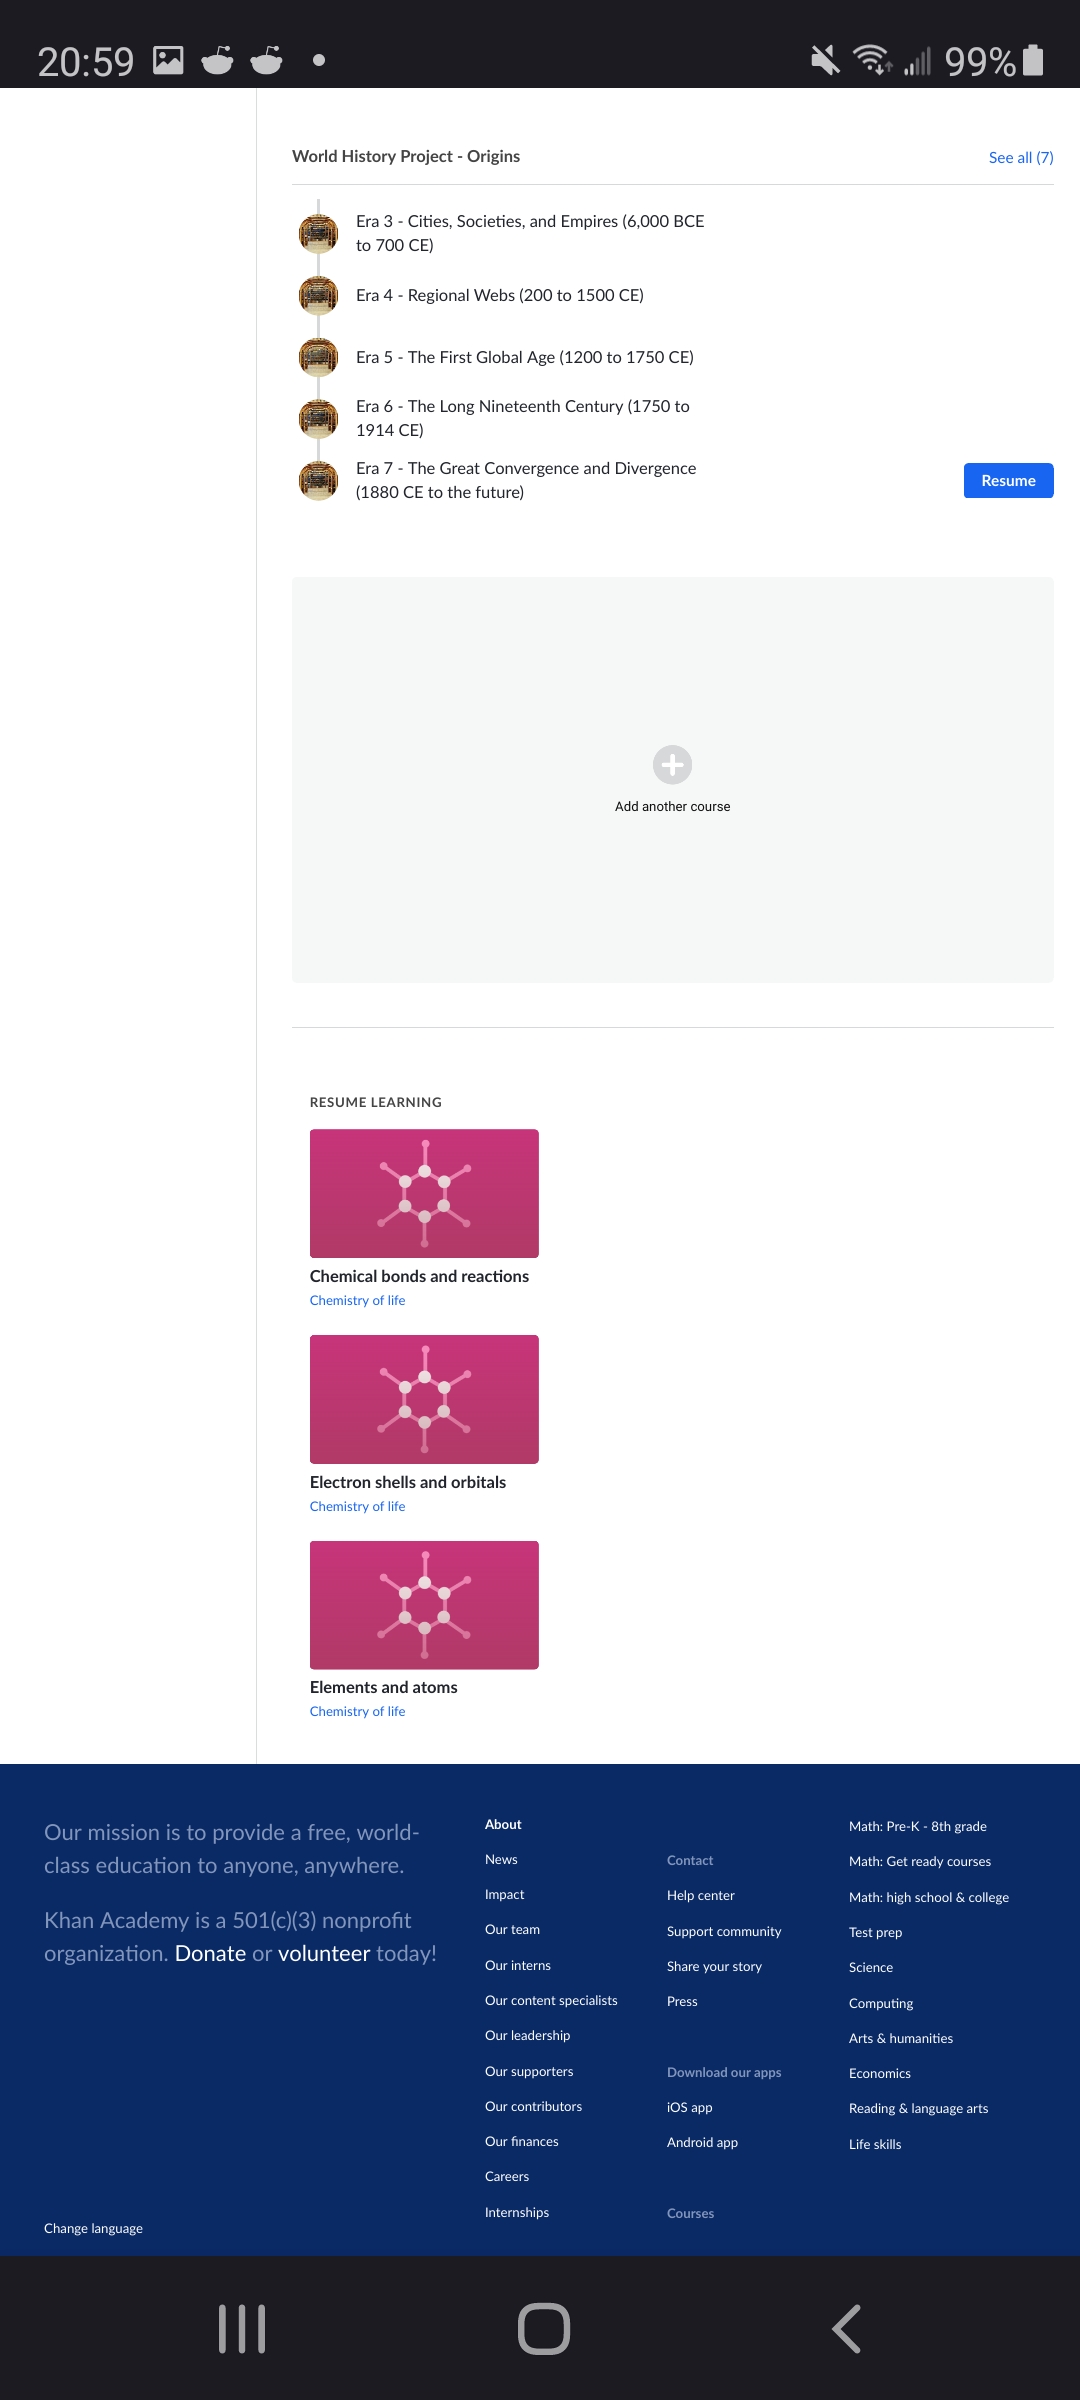 20:59
99%
World History Project - Origins
See all (7)
Era 3 - Cities, Societies, and Empires (6,000 BCE
to 700 CE)
Era 4 - Regional Webs (200 to 1500 CE)
Era 5 - The First Global Age (1200 to 1750 CE)
Era 6 - The Long Nineteenth Century (1750 to
1914 CE)
Era 7 - The Great Convergence and Divergence
(1880 CE to the future)
Resume
Add another course
RESUME LEARNING
Chemical bonds and reactions
Chemistry of life
Electron shells and orbitals
Chemistry of life
Elements and atoms
Chemistry of life
Our mission is to provide a free, world-
class education to anyone, anywhere.
Khan Academy is a 501(c)(3) nonprofit
organization. Donate or volunteer today!
Change language
About
News
Impact
Our team
Our interns
Our content specialists
Our leadership
Our supporters
Our contributors
Our finances
Careers
Internships
Contact
Help center
Support community
Share your story
Press
Download our apps
iOS app
Android app
Courses
Math: Pre-K - 8th grade
Math: Get ready courses
Math: high school & college
Test prep
Science
Computing
Arts & humanities
Economics
Reading & language arts
Life skills